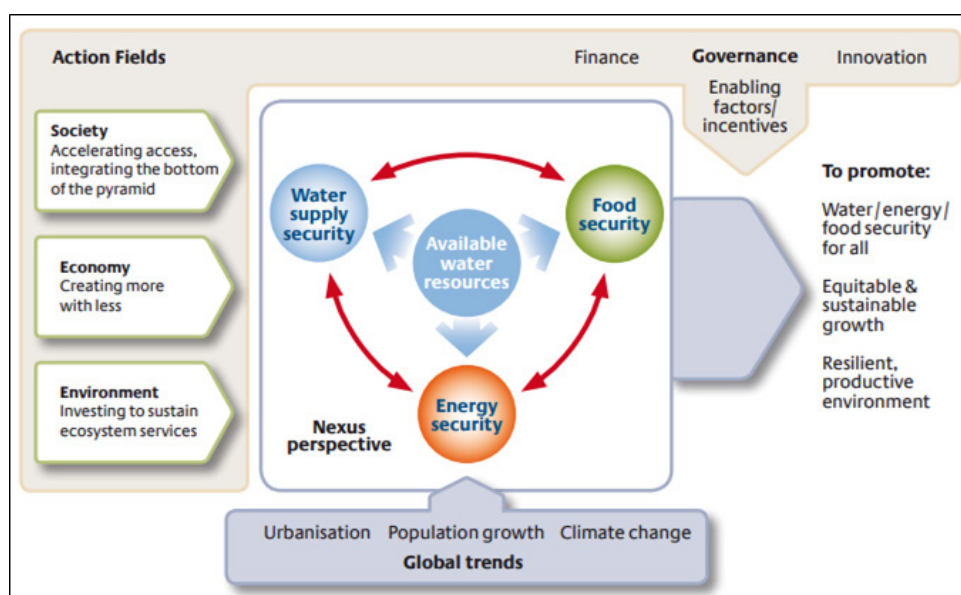 Action Fields
Finance
Governance
Innovation
Enabling
factors/
incentives
Society
Accelerating access,
integrating the bottom
of the pyramid
Economy
Creating more
with less
Environment
Investing to sustain
ecosystem services
Water
supply
security
Food
security
Available
water
resources
Energy
security
Nexus
perspective
To promote:
Water/energy/
food security
for all
Equitable &
sustainable
growth
Resilient,
productive
environment
Urbanisation
Population growth
Climate change
Global trends